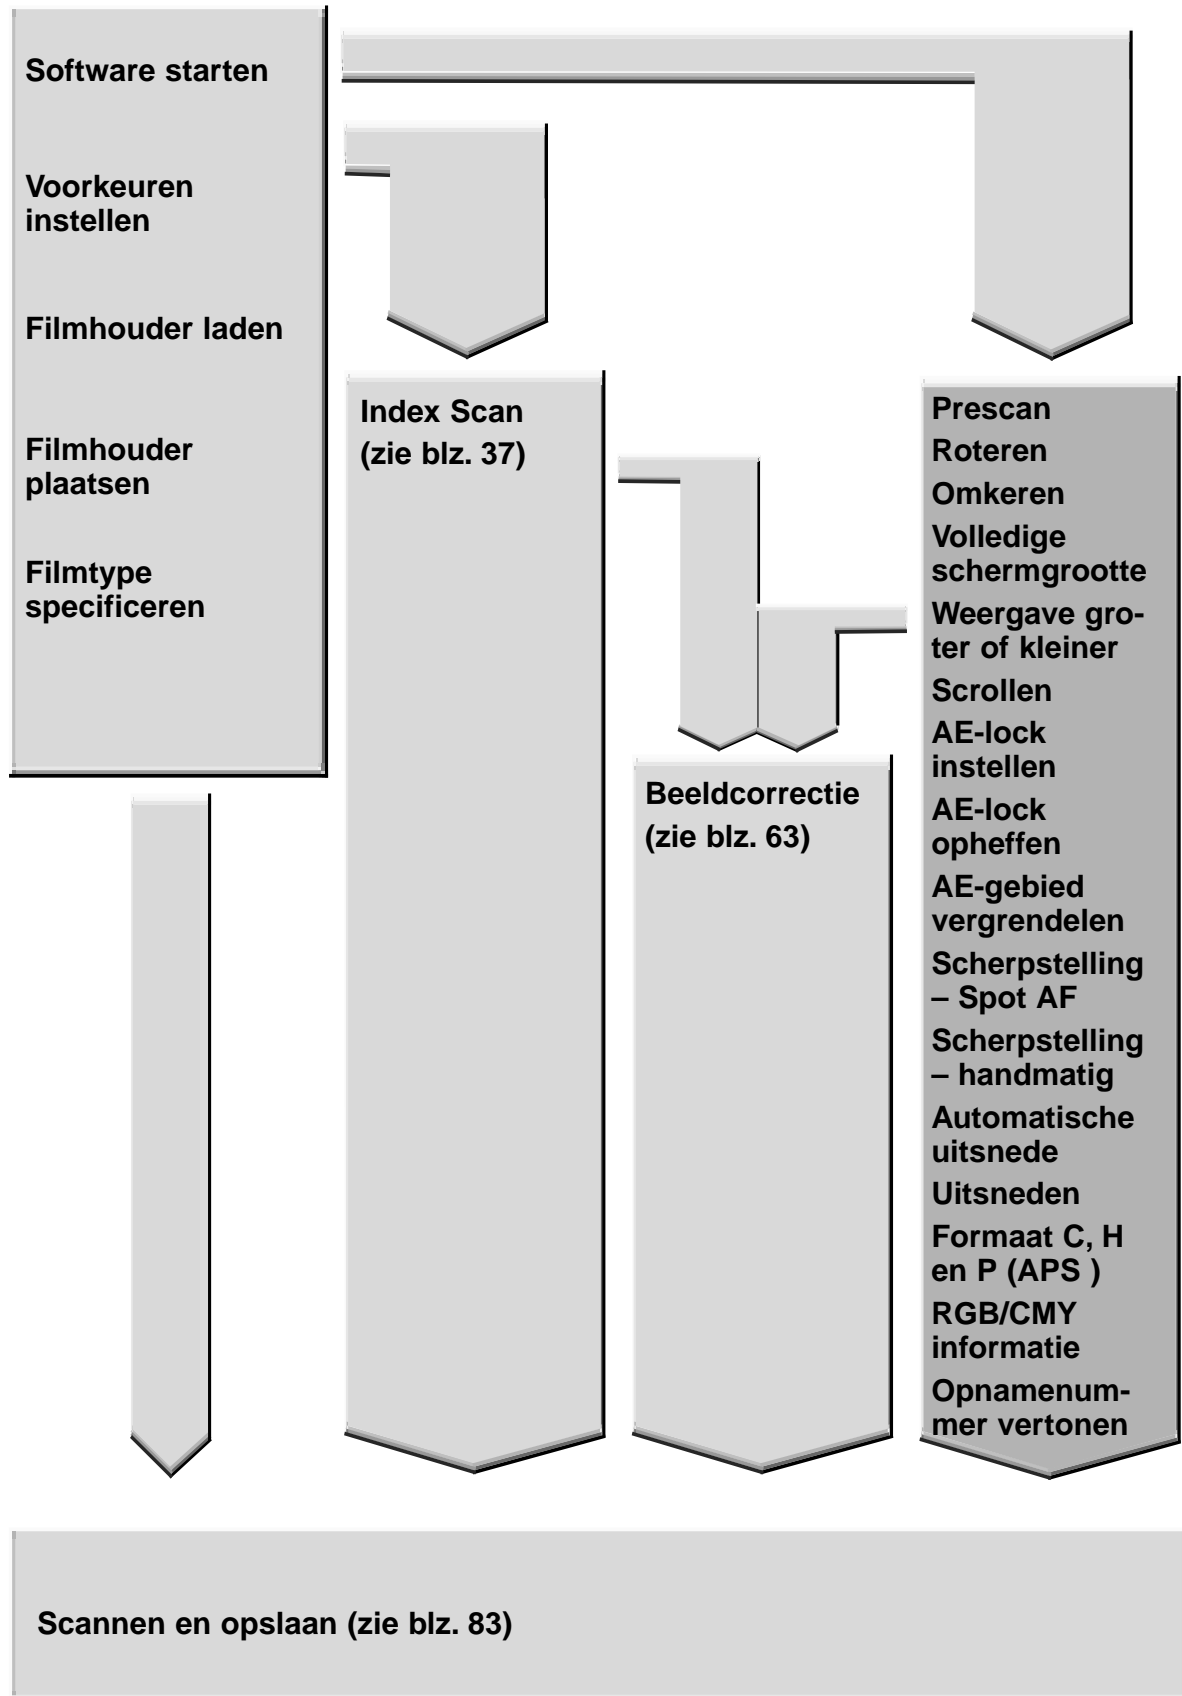 Software starten
Voorkeuren
instellen
Filmhouder laden
Filmhouder
plaatsen
Filmtype
specificeren
Index Scan
(zie blz. 37)
Beeldcorrectie
(zie blz. 63)
Prescan
Roteren
Omkeren
Volledige
schermgrootte
Weergave gro-
ter of kleiner
Scrollen
AE-lock
instellen
AE-lock
opheffen
AE-gebied
vergrendelen
Scherpstelling
– Spot AF
Scherpstelling
– handmatig
Automatische
uitsnede
Uitsneden
Formaat C, H
en P (APS )
RGB/CMY
informatie
Opnamenum-
mer vertonen
Scannen en opslaan (zie blz. 83)